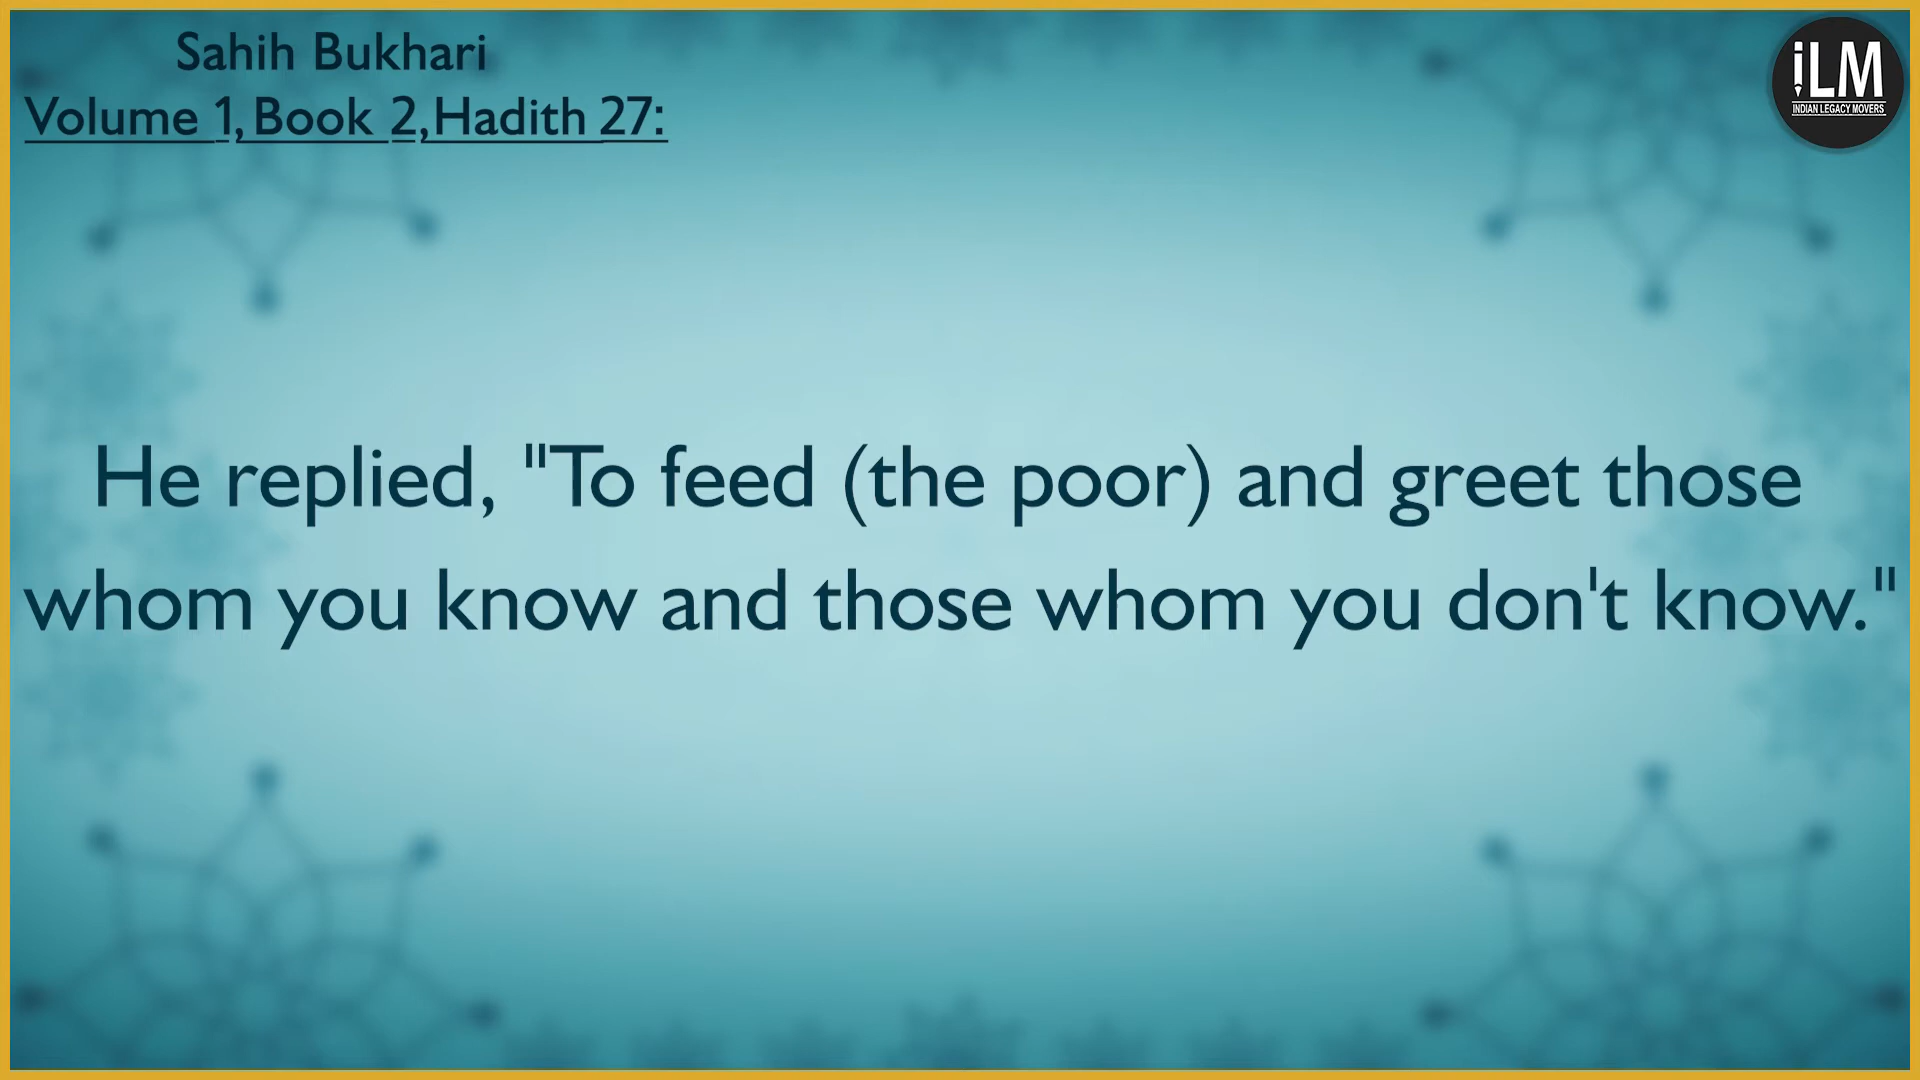 Sahih Bukhari
Volume 1, Book 2, Hadith 27:
iLM
INDIAN LEGACY MOVERS
He replied, "To feed (the poor) and greet those
whom you know and those whom you don't know."